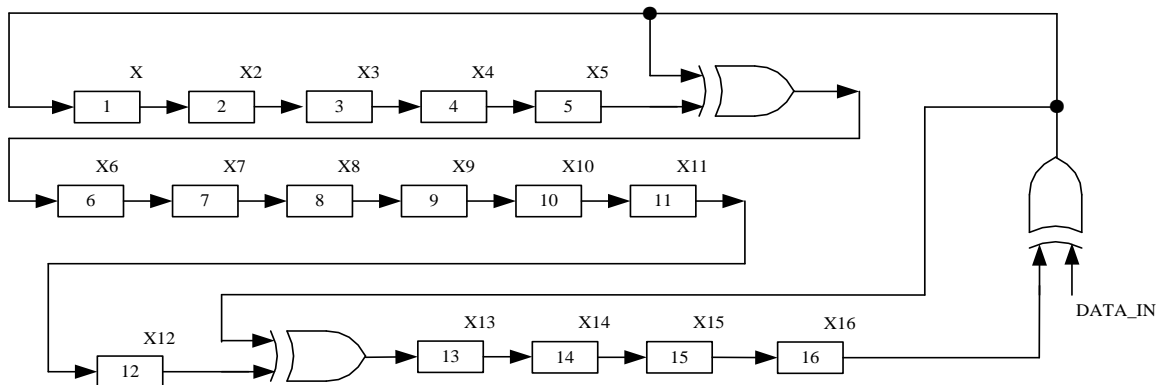 X X2 X3 X4 X5
1 2 3 4 5
X6 X7 X8 X9 X10 X11
6 7 8 9 10 11
DATA_IN
X12 X13 X14 X15 X16
12 13 14 15 16